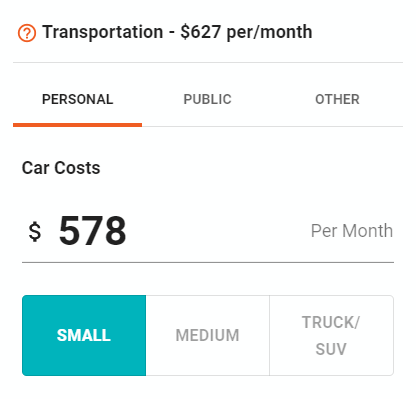 Transportation - $627 per/month
PERSONAL PUBLIC OTHER
Car Costs
$ 578 Per Month
SMALL MEDIUM TRUCK/
SUV